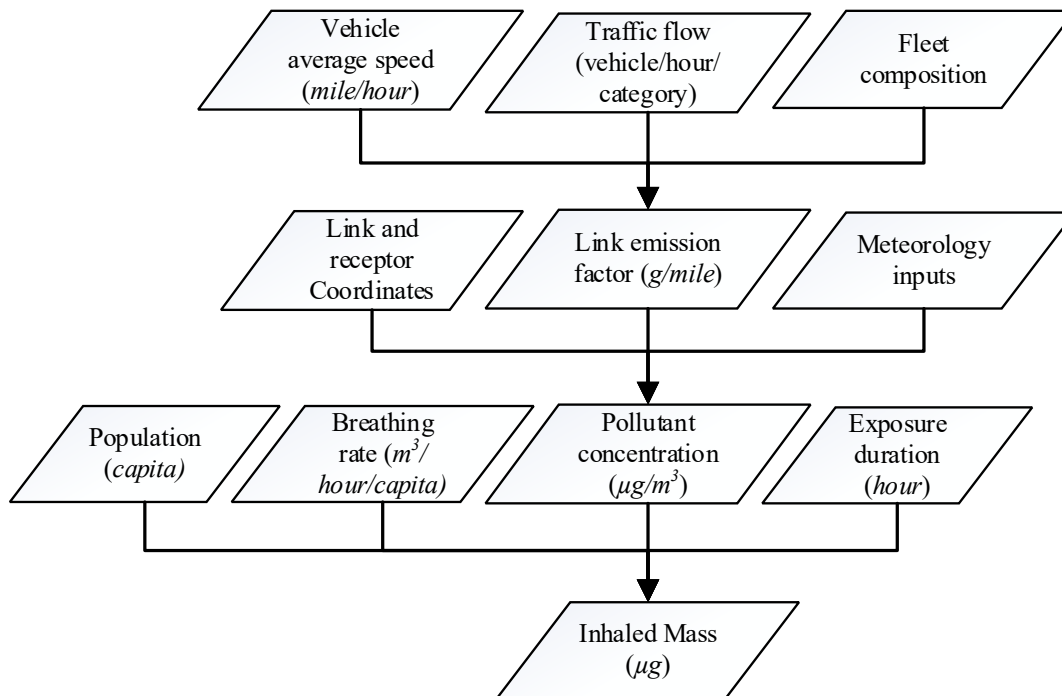 Vehicle
average speed
(mile/hour)
Traffic flow
(vehicle/hour/
category)
Fleet
composition
Link and
receptor
Coordinates
Link emission
factor (g/mile)
Meteorology
inputs
Population
(capita)
Breathing
rate (m³/
hour/capita)
Pollutant
concentration
(µg/m³)
Exposure
duration
(hour)
Inhaled Mass
(µg)